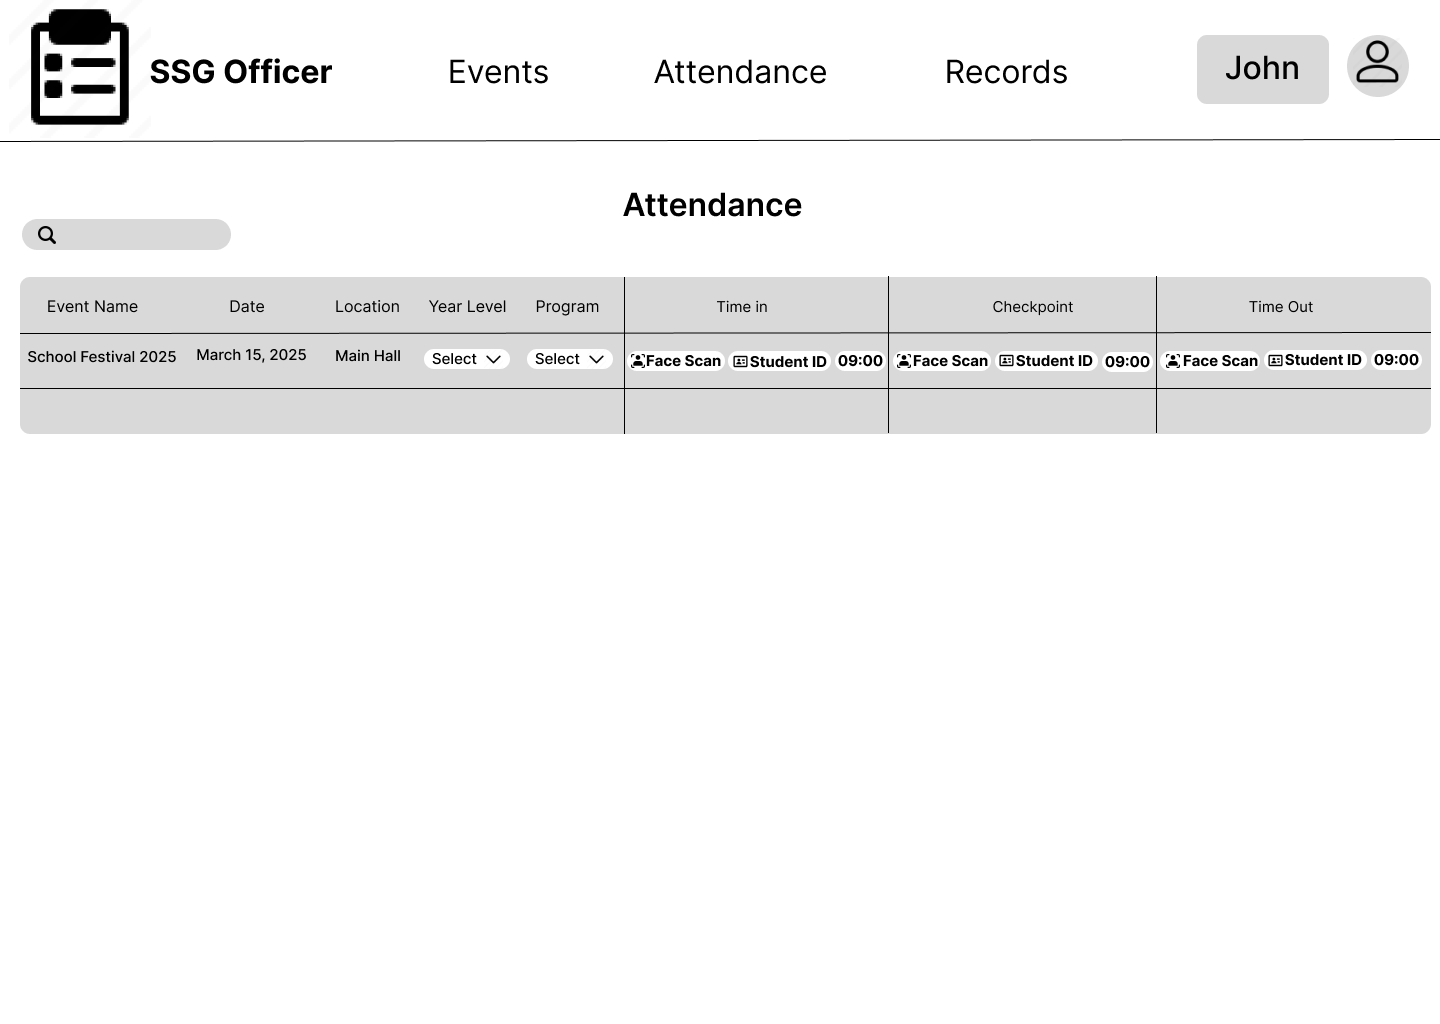 SSG Officer Events Attendance Records John
Attendance
Event Name Date Location Year Level Program Time in Checkpoint Time Out
School Festival 2025 March 15, 2025 Main Hall Select Select Face Scan Student ID 09:00 Face Scan Student ID 09:00 Face Scan Student ID 09:00